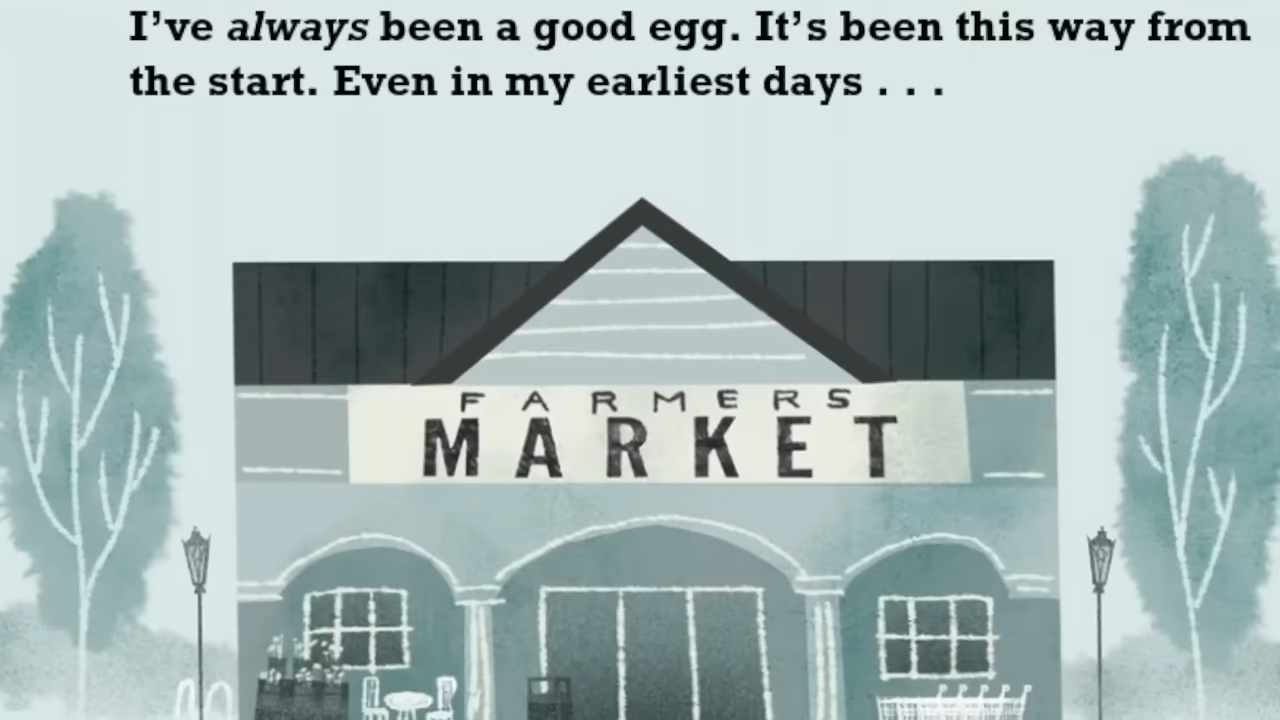 I’ve always been a good egg. It’s been this way from
the start. Even in my earliest days . . .
FARMERS
MARKET